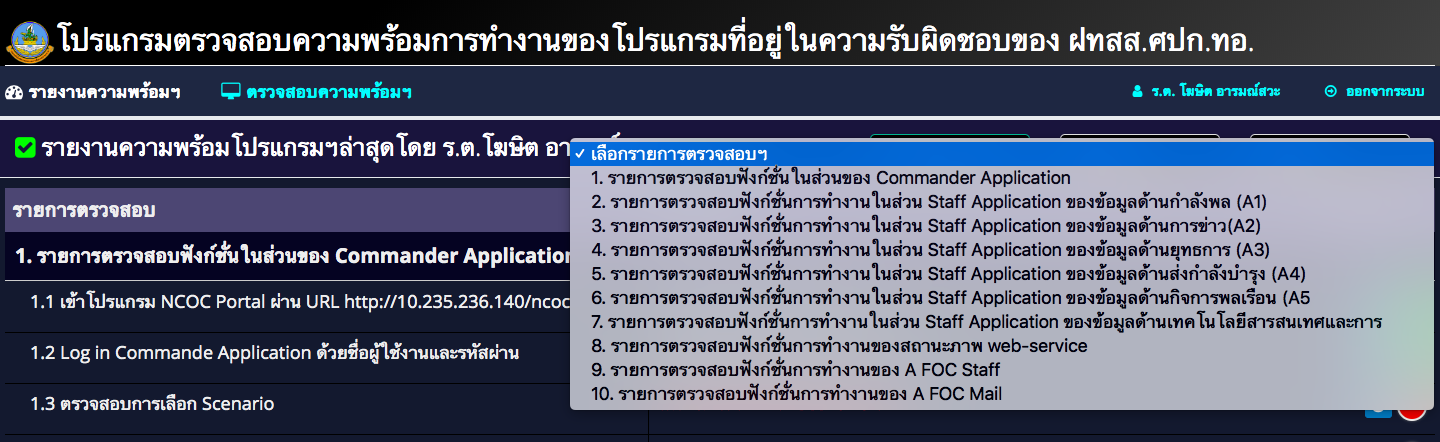 โปรแกรมตรวจสอบความพร้อมการทำงานของโปรแกรมที่อยู่ในความรับผิดชอบของ ฝทสส.ศปก.ทอ.
รายงานความพร้อมฯ ตรวจสอบความพร้อมฯ ร.ต. โฆษิต อารมณ์สวะ ออกจากระบบ
รายงานความพร้อมโปรแกรมฯล่าสุดโดย ร.ต.โฆษิต
✓ เลือกรายการตรวจสอบฯ
1. รายการตรวจสอบฟังก์ชั่นในส่วนของ Commander Application
2. รายการตรวจสอบฟังก์ชั่นการทำงานในส่วน Staff Application ของข้อมูลด้านกำลังพล (A1)
3. รายการตรวจสอบฟังก์ชั่นการทำงานในส่วน Staff Application ของข้อมูลด้านการข่าว(A2)
4. รายการตรวจสอบฟังก์ชั่นการทำงานในส่วน Staff Application ของข้อมูลด้านยุทธการ (A3)
5. รายการตรวจสอบฟังก์ชั่นการทำงานในส่วน Staff Application ของข้อมูลด้านส่งกำลังบำรุง (A4)
6. รายการตรวจสอบฟังก์ชั่นการทำงานในส่วน Staff Application ของข้อมูลด้านกิจการพลเรือน (A5
7. รายการตรวจสอบฟังก์ชั่นการทำงานในส่วน Staff Application ของข้อมูลด้านเทคโนโลยีสารสนเทศและการ
8. รายการตรวจสอบฟังก์ชั่นการทำงานของสถานะภาพ web-service
9. รายการตรวจสอบฟังก์ชั่นการทำงานของ A FOC Staff
10. รายการตรวจสอบฟังก์ชั่นการทำงานของ A FOC Mail
รายการตรวจสอบ
1. รายการตรวจสอบฟังก์ชั่นในส่วนของ Commander Application
1.1 เข้าโปรแกรม NCOC Portal ผ่าน URL http://10.235.236.140/ncoc
1.2 Log in Commande Application ด้วยชื่อผู้ใช้งานและรหัสผ่าน
1.3 ตรวจสอบการเลือก Scenario